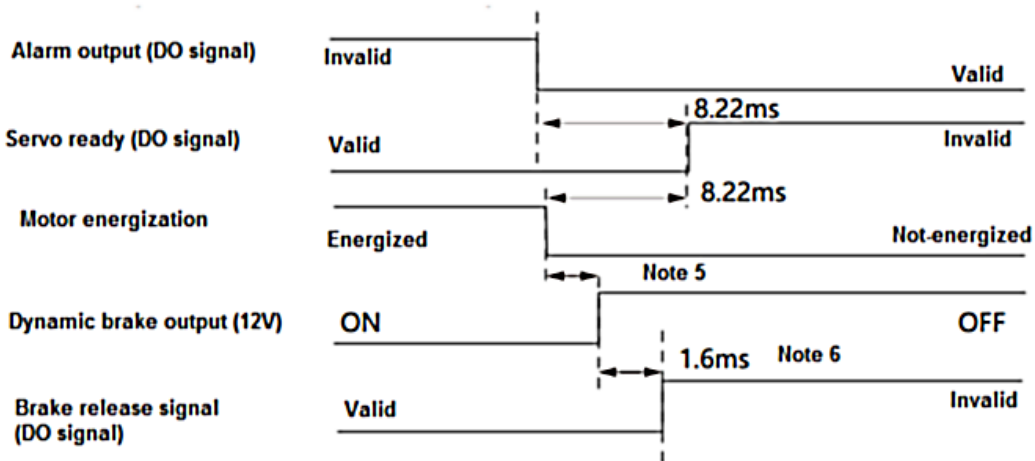 Alarm output (DO signal)
Invalid
Valid
8.22ms
Servo ready (DO signal)
Valid
Invalid
8.22ms
Motor energization
Energized
Not-energized
Note 5
Dynamic brake output (12V)
ON
OFF
1.6ms Note 6
Brake release signal
(DO signal)
Valid
Invalid